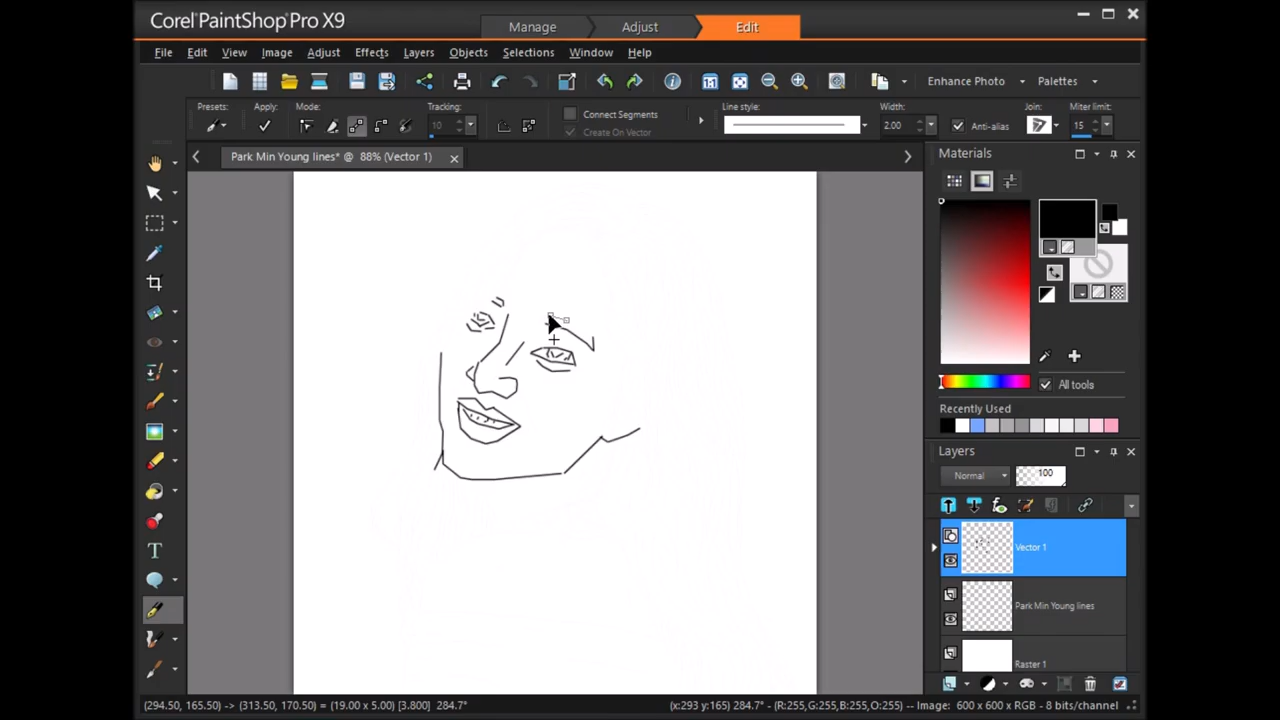 Corel PaintShop Pro X9
Manage Adjust Edit
File Edit View Image Adjust Effects Layers Objects Selections Window Help
Enhance Photo Palettes
Presets: Apply: Mode: Tracking: Connect Segments Line style: Width: Join: Miter limit:
10 Create On Vector 2.00 Anti-alias 15
Park Min Young lines* @ 88% (Vector 1)
Materials
All tools
Recently Used
Layers
Normal 100
Vector 1
Park Min Young lines
Raster 1
(294.50, 165.50) -> (313.50, 170.50) = (19.00 x 5.00) [3.800] 284.7° (x:293 y:165) 284.7° - (R:255,G:255,B:255,O:255) -- Image: 600 x 600 x RGB - 8 bits/channel